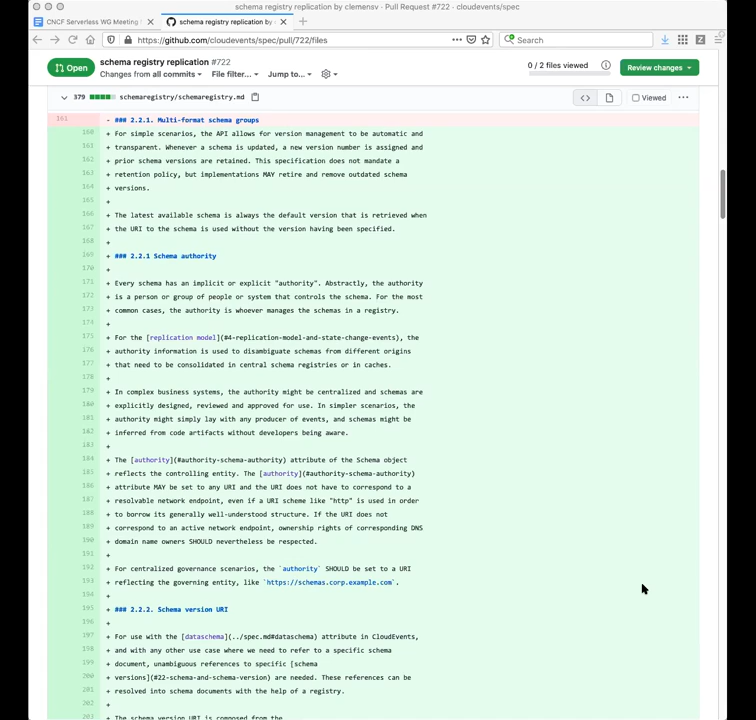 schema registry replication by clemensv · Pull Request #722 · cloudevents/spec
CNCF Serverless WG Meeting
schema registry replication by c
https://github.com/cloudevents/spec/pull/722/files
Search
Open
schema registry replication #722
Changes from all commits
File filter...
Jump to...
0 / 2 files viewed
Review changes
379
schemaregistry/schemaregistry.md
Viewed
161 - ### 2.2.1. Multi-format schema groups
160 + For simple scenarios, the API allows for version management to be automatic and
161 + transparent. Whenever a schema is updated, a new version number is assigned and
162 + prior schema versions are retained. This specification does not mandate a
163 + retention policy, but implementations MAY retire and remove outdated schema
164 + versions.
165 +
166 + The latest available schema is always the default version that is retrieved when
167 + the URI to the schema is used without the version having been specified.
168 +
169 + ### 2.2.1 Schema authority
170 +
171 + Every schema has an implicit or explicit "authority". Abstractly, the authority
172 + is a person or group of people or system that controls the schema. For the most
173 + common cases, the authority is whoever manages the schemas in a registry.
174 +
175 + For the [replication model](#4-replication-model-and-state-change-events), the
176 + authority information is used to disambiguate schemas from different origins
177 + that need to be consolidated in central schema registries or in caches.
178 +
179 + In complex business systems, the authority might be centralized and schemas are
180 + explicitly designed, reviewed and approved for use. In simpler scenarios, the
181 + authority might simply lay with any producer of events, and schemas might be
182 + inferred from code artifacts without developers being aware.
183 +
184 + The [authority](#authority-schema-authority) attribute of the Schema object
185 + reflects the controlling entity. The [authority](#authority-schema-authority)
186 + attribute MAY be set to any URI and the URI does not have to correspond to a
187 + resolvable network endpoint, even if a URI scheme like "http" is used in order
188 + to borrow its generally well-understood structure. If the URI does not
189 + correspond to an active network endpoint, ownership rights of corresponding DNS
190 + domain name owners SHOULD nevertheless be respected.
191 +
192 + For centralized governance scenarios, the `authority` SHOULD be set to a URI
193 + reflecting the governing entity, like `https://schemas.corp.example.com`.
194 +
195 + ### 2.2.2. Schema version URI
196 +
197 + For use with the [dataschema](../spec.md#dataschema) attribute in CloudEvents,
198 + and with any other use case where we need to refer to a specific schema
199 + document, unambiguous references to specific [schema
200 + versions](#22-schema-and-schema-version) are needed. These references can be
201 + resolved into schema documents with the help of a registry.
202 +
203 + The schema version URI is composed from the